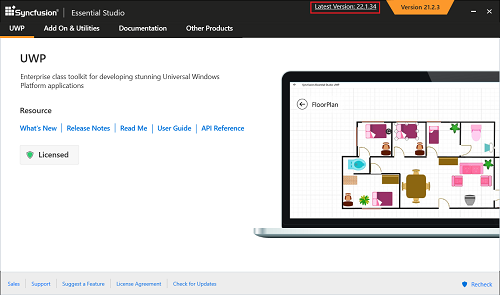 Syncfusion® Essential Studio
Latest Version: 22.1.34
Version 21.2.3
UWP Add On & Utilities Documentation Other Products
UWP
Enterprise class toolkit for developing stunning Universal Windows
Platform applications
Resource
What's New | Release Notes | Read Me | User Guide | API Reference
Licensed
FloorPlan
Sales Support Suggest a Feature License Agreement Check for Updates
Recheck